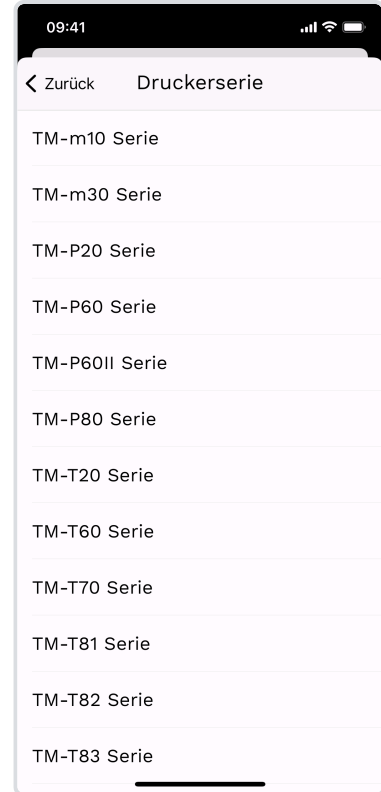 09:41
Zurück Druckerserie
TM-m10 Serie
TM-m30 Serie
TM-P20 Serie
TM-P60 Serie
TM-P60II Serie
TM-P80 Serie
TM-T20 Serie
TM-T60 Serie
TM-T70 Serie
TM-T81 Serie
TM-T82 Serie
TM-T83 Serie